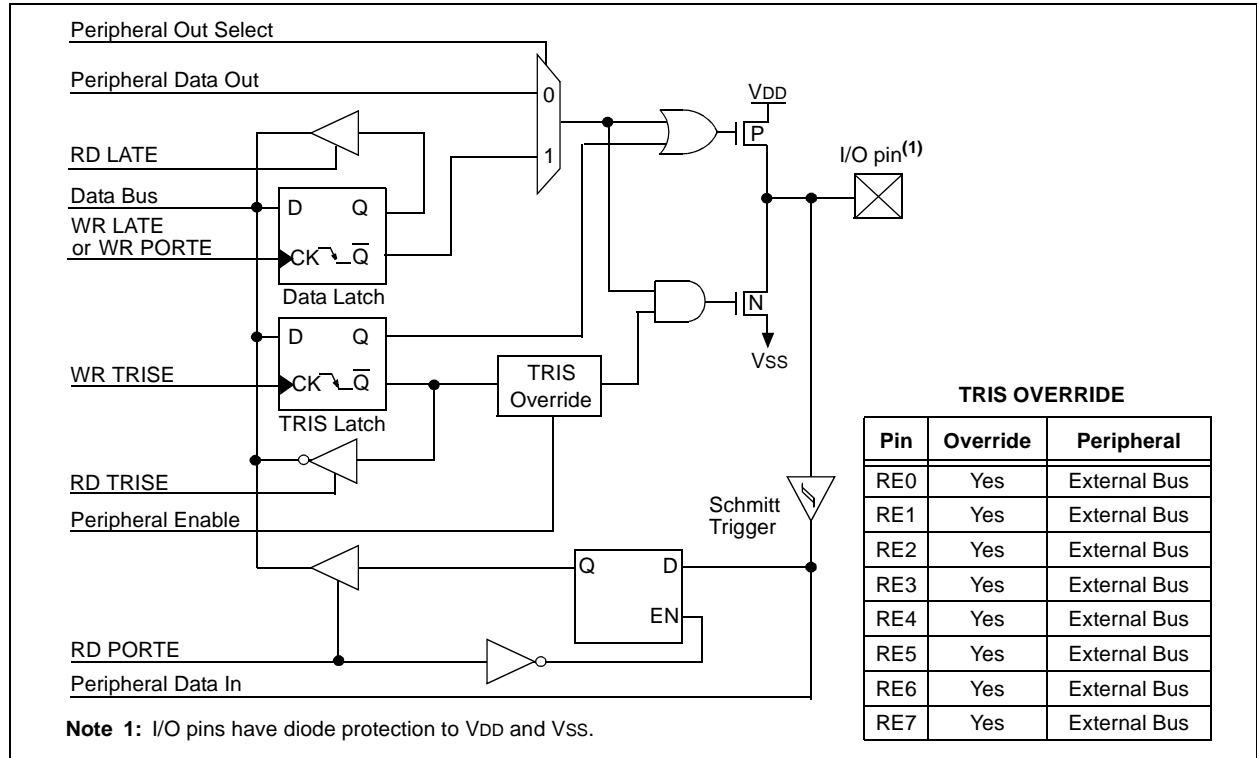 Peripheral Out Select
Peripheral Data Out
0
VDD
P
RD LATE
1
I/O pin(1)
Data Bus
D Q
WR LATE
or WR PORTE
CK Q̅
Data Latch
N
D Q
VSS
WR TRISE
CK Q̅
TRIS
Override
TRIS Latch
RD TRISE
Schmitt
Trigger
Peripheral Enable
Q D
EN
RD PORTE
Peripheral Data In
TRIS OVERRIDE
Pin Override Peripheral
RE0 Yes External Bus
RE1 Yes External Bus
RE2 Yes External Bus
RE3 Yes External Bus
RE4 Yes External Bus
RE5 Yes External Bus
RE6 Yes External Bus
RE7 Yes External Bus
Note 1: I/O pins have diode protection to VDD and VSS.